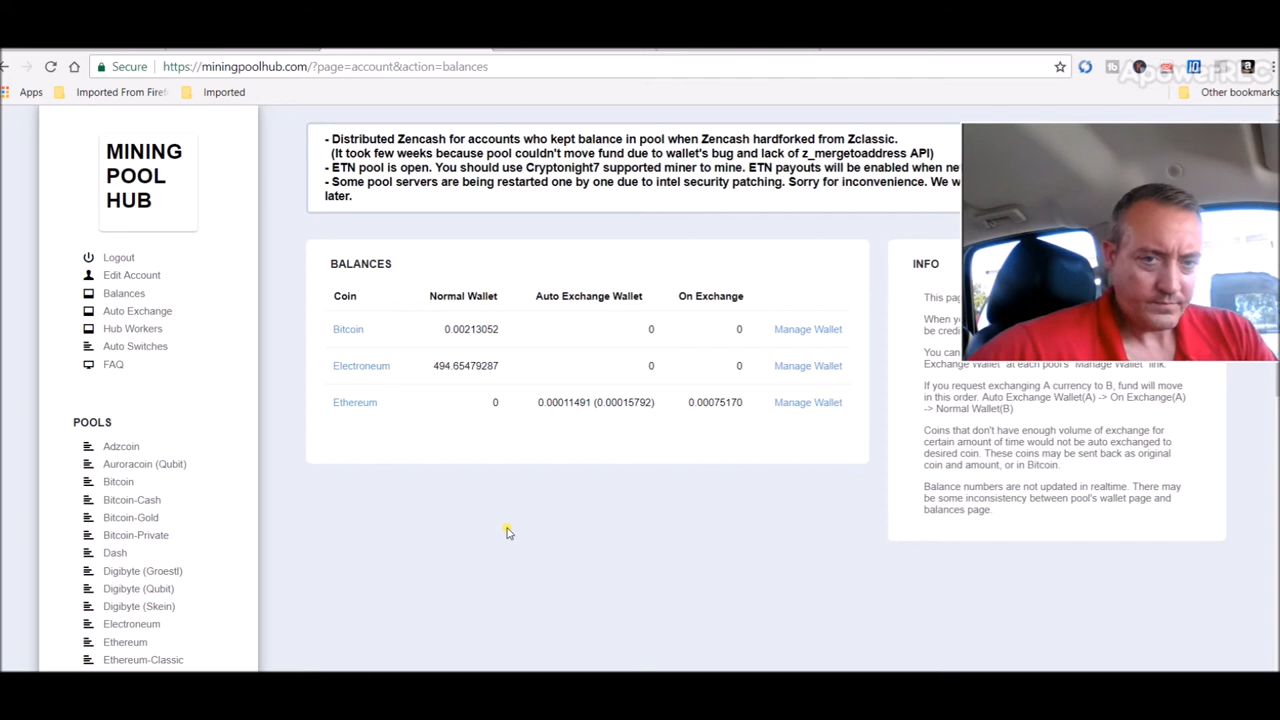 Secure https://miningpoolhub.com/?page=account&action=balances
ApowerREC
Apps Imported From Firef Imported Other bookmarks
MINING
POOL
HUB
Logout
Edit Account
Balances
Auto Exchange
Hub Workers
Auto Switches
FAQ
POOLS
Adzcoin
Auroracoin (Qubit)
Bitcoin
Bitcoin-Cash
Bitcoin-Gold
Bitcoin-Private
Dash
Digibyte (Groestl)
Digibyte (Qubit)
Digibyte (Skein)
Electroneum
Ethereum
Ethereum-Classic
- Distributed Zencash for accounts who kept balance in pool when Zencash hardforked from Zclassic.
(It took few weeks because pool couldn't move fund due to wallet's bug and lack of z_mergetoaddress API)
- ETN pool is open. You should use Cryptonight7 supported miner to mine. ETN payouts will be enabled when ne
- Some pool servers are being restarted one by one due to intel security patching. Sorry for inconvenience. We w
later.
BALANCES
Coin Normal Wallet Auto Exchange Wallet On Exchange
Bitcoin 0.00213052 0 0 Manage Wallet
Electroneum 494.65479287 0 0 Manage Wallet
Ethereum 0 0.00011491 (0.00015792) 0.00075170 Manage Wallet
INFO
This pag
When yo
be credi
You can
Exchange Wallet" at each pool's "Manage Wallet" link.
If you request exchanging A currency to B, fund will move
in this order. Auto Exchange Wallet(A) -> On Exchange(A)
-> Normal Wallet(B)
Coins that don't have enough volume of exchange for
certain amount of time would not be auto exchanged to
desired coin. These coins may be sent back as original
coin and amount, or in Bitcoin.
Balance numbers are not updated in realtime. There may
be some inconsistency between pool's wallet page and
balances page.